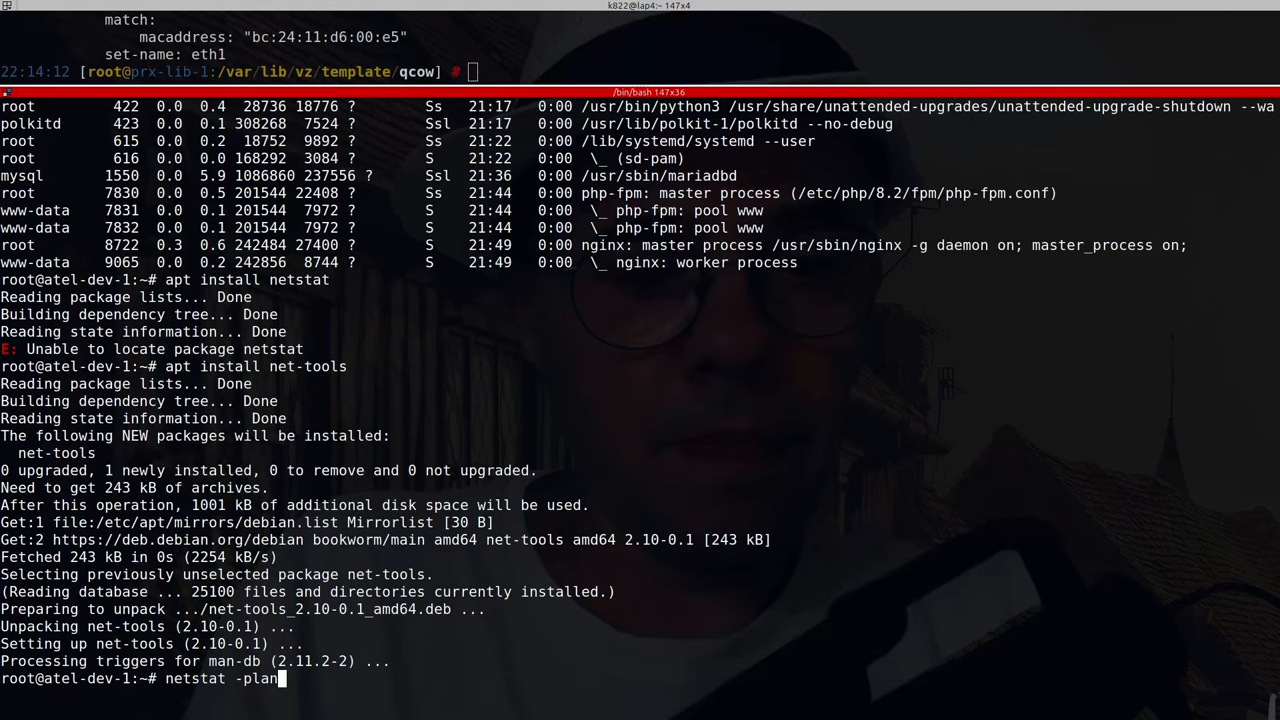 k822@lap4:~ 147x4
match:
macaddress: "bc:24:11:d6:00:e5"
set-name: eth1
22:14:12 [root@prx-lib-1:/var/lib/vz/template/qcow] #
/bin/bash 147x36
root 422 0.0 0.4 28736 18776 ? Ss 21:17 0:00 /usr/bin/python3 /usr/share/unattended-upgrades/unattended-upgrade-shutdown --wa
polkitd 423 0.0 0.1 308268 7524 ? Ssl 21:17 0:00 /usr/lib/polkit-1/polkitd --no-debug
root 615 0.0 0.2 18752 9892 ? Ss 21:22 0:00 /lib/systemd/systemd --user
root 616 0.0 0.0 168292 3084 ? S 21:22 0:00 \_ (sd-pam)
mysql 1550 0.0 5.9 1086860 237556 ? Ssl 21:36 0:00 /usr/sbin/mariadbd
root 7830 0.0 0.5 201544 22408 ? Ss 21:44 0:00 php-fpm: master process (/etc/php/8.2/fpm/php-fpm.conf)
www-data 7831 0.0 0.1 201544 7972 ? S 21:44 0:00 \_ php-fpm: pool www
www-data 7832 0.0 0.1 201544 7972 ? S 21:44 0:00 \_ php-fpm: pool www
root 8722 0.3 0.6 242484 27400 ? S 21:49 0:00 nginx: master process /usr/sbin/nginx -g daemon on; master_process on;
www-data 9065 0.0 0.2 242856 8744 ? S 21:49 0:00 \_ nginx: worker process
root@atel-dev-1:~# apt install netstat
Reading package lists... Done
Building dependency tree... Done
Reading state information... Done
E: Unable to locate package netstat
root@atel-dev-1:~# apt install net-tools
Reading package lists... Done
Building dependency tree... Done
Reading state information... Done
The following NEW packages will be installed:
net-tools
0 upgraded, 1 newly installed, 0 to remove and 0 not upgraded.
Need to get 243 kB of archives.
After this operation, 1001 kB of additional disk space will be used.
Get:1 file:/etc/apt/mirrors/debian.list Mirrorlist [30 B]
Get:2 https://deb.debian.org/debian bookworm/main amd64 net-tools amd64 2.10-0.1 [243 kB]
Fetched 243 kB in 0s (2254 kB/s)
Selecting previously unselected package net-tools.
(Reading database ... 25100 files and directories currently installed.)
Preparing to unpack .../net-tools_2.10-0.1_amd64.deb ...
Unpacking net-tools (2.10-0.1) ...
Setting up net-tools (2.10-0.1) ...
Processing triggers for man-db (2.11.2-2) ...
root@atel-dev-1:~# netstat -plan